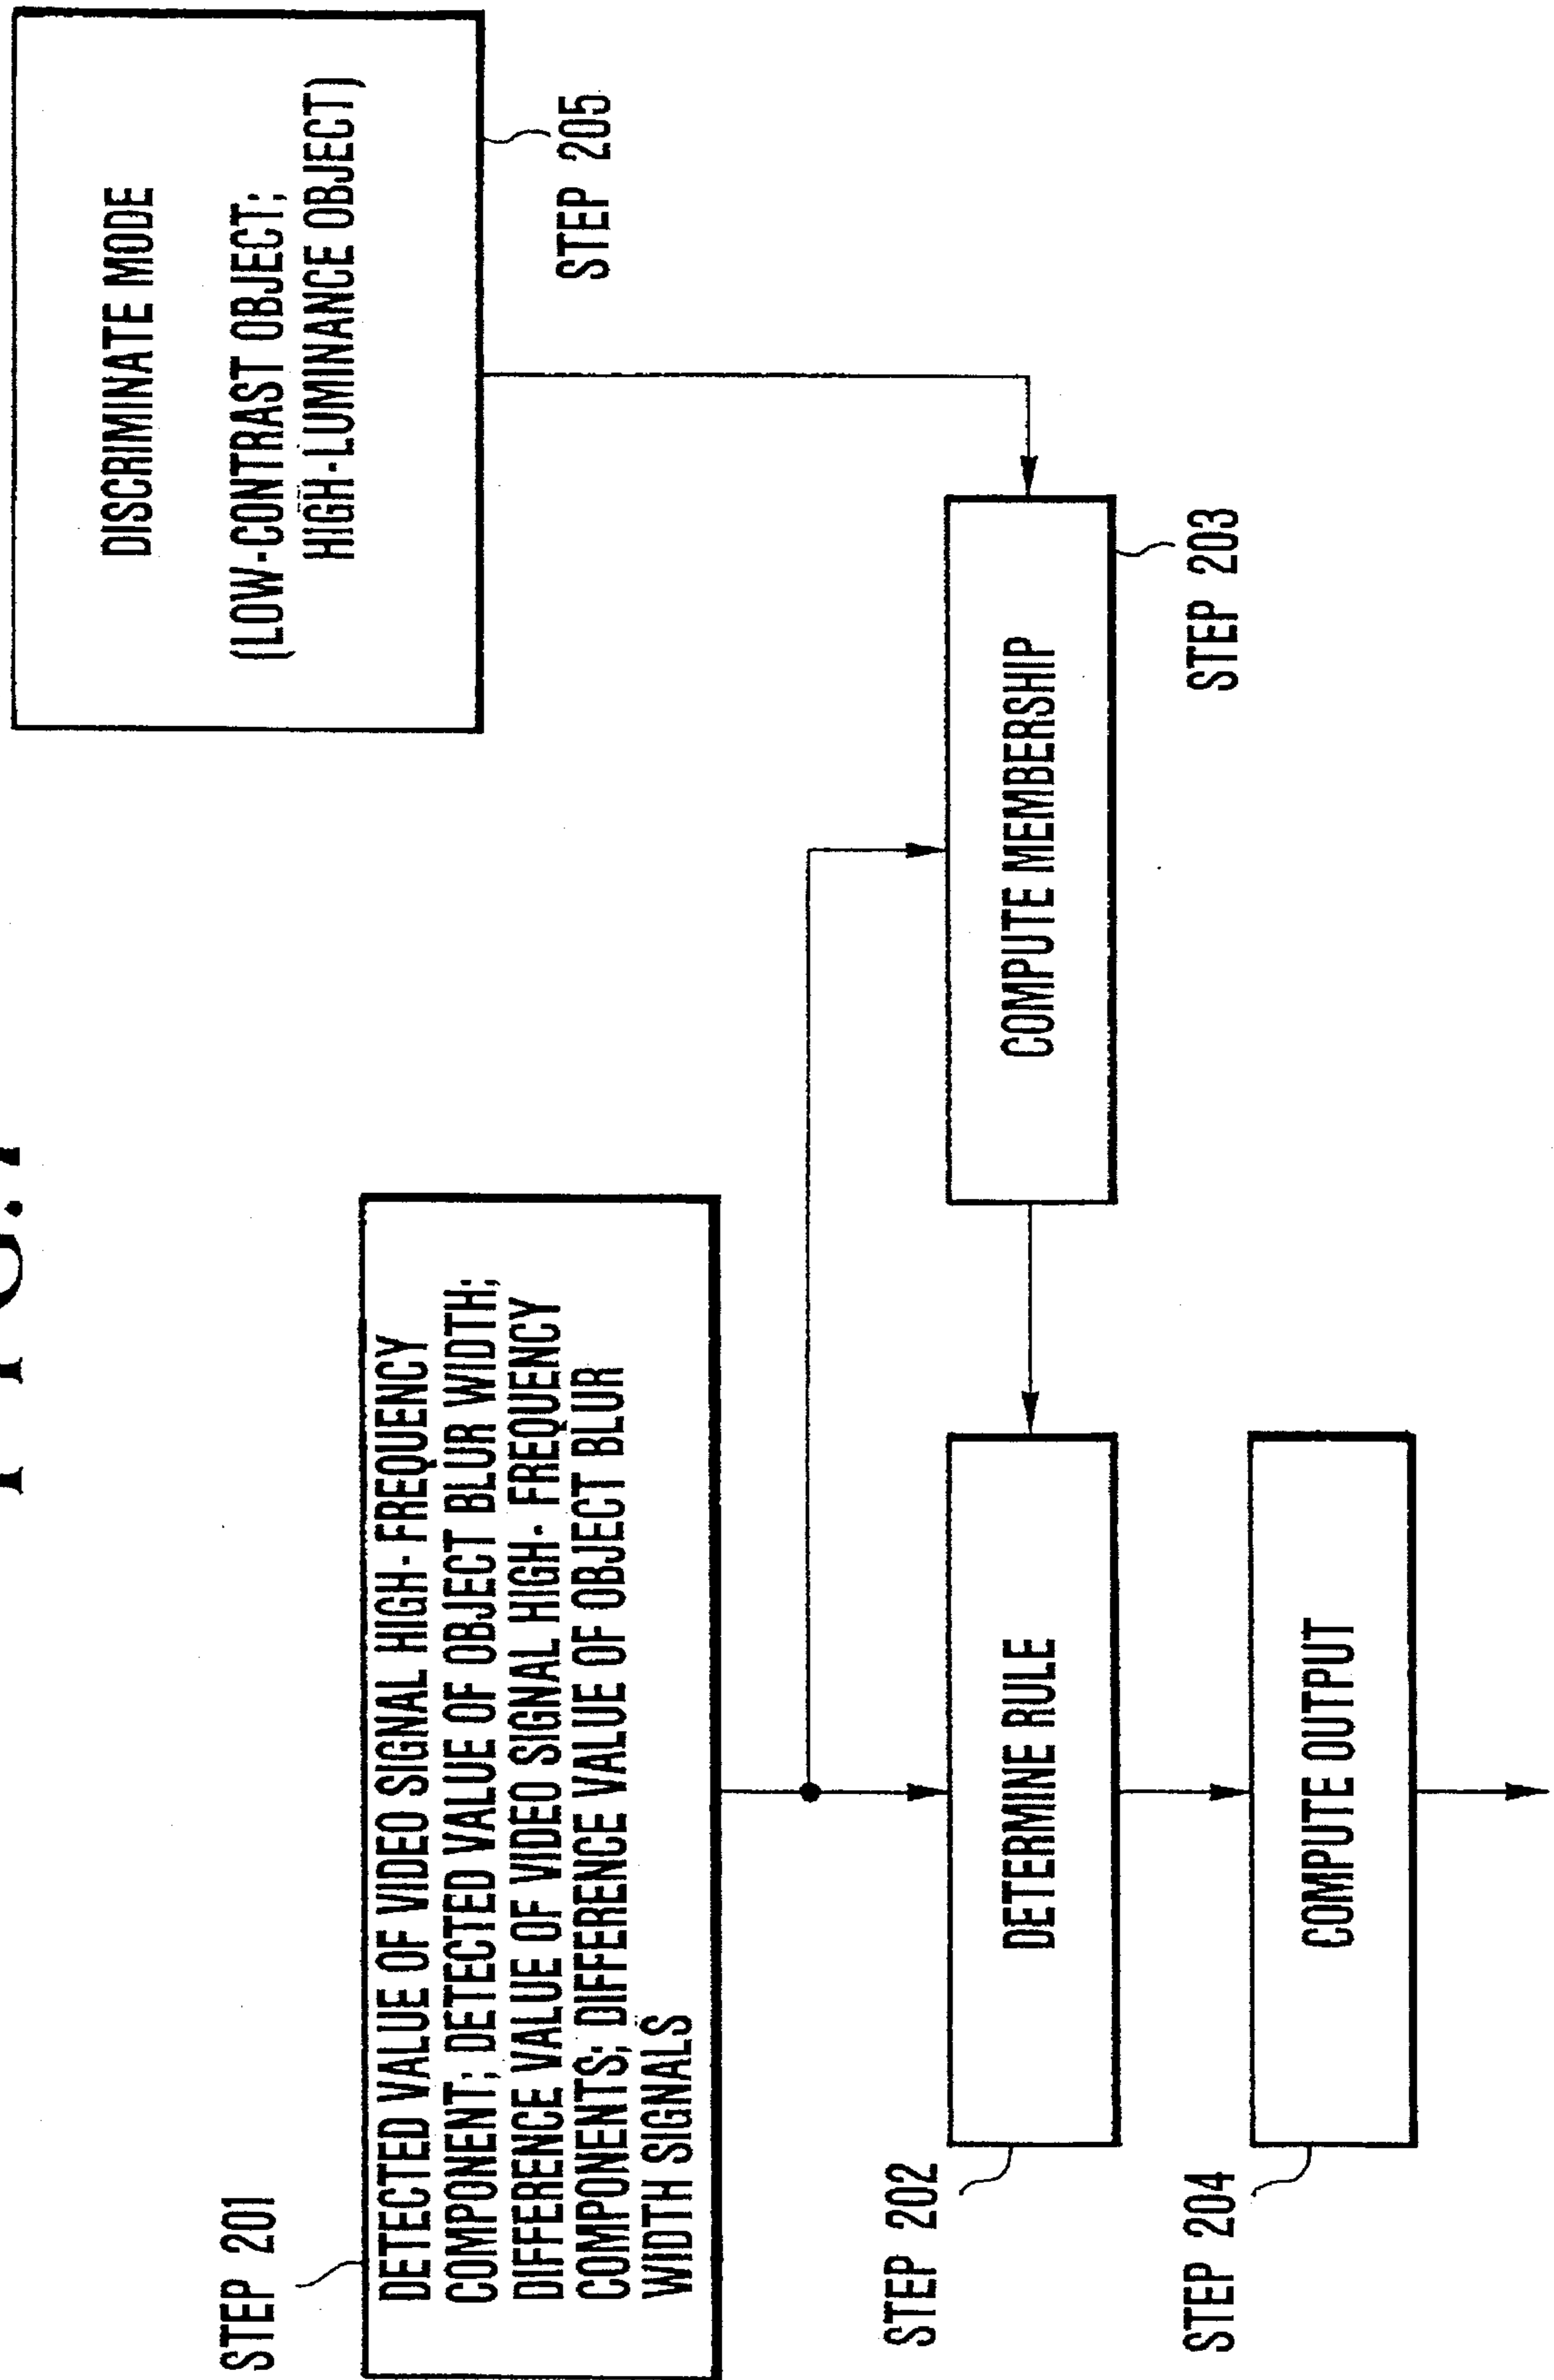 STEP 201
DETECTED VALUE OF VIDEO SIGNAL HIGH-FREQUENCY
COMPONENT; DETECTED VALUE OF OBJECT BLUR WIDTH;
DIFFERENCE VALUE OF VIDEO SIGNAL HIGH-FREQUENCY
COMPONENTS; DIFFERENCE VALUE OF OBJECT BLUR
WIDTH SIGNALS
DISCRIMINATE MODE
(LOW-CONTRAST OBJECT;
HIGH-LUMINANCE OBJECT)
STEP 205
STEP 202
DETERMINE RULE
COMPUTE MEMBERSHIP
STEP 203
STEP 204
COMPUTE OUTPUT